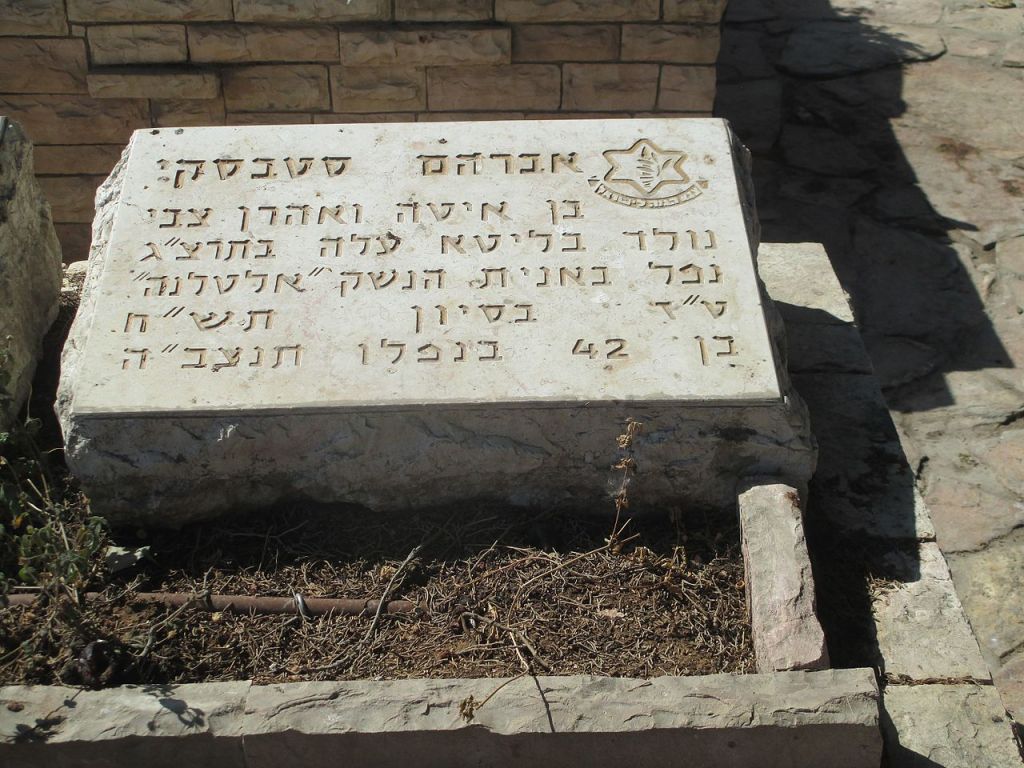 אברהם סטבסקי
בן איטה ואהרן צבי
נולד בליטא עלה בתרצ״ג
נפל באנית הנשק ״אלטלנה״
ט״ד בסיון תש״ח
בן 42 בנפלו תנצב״ה